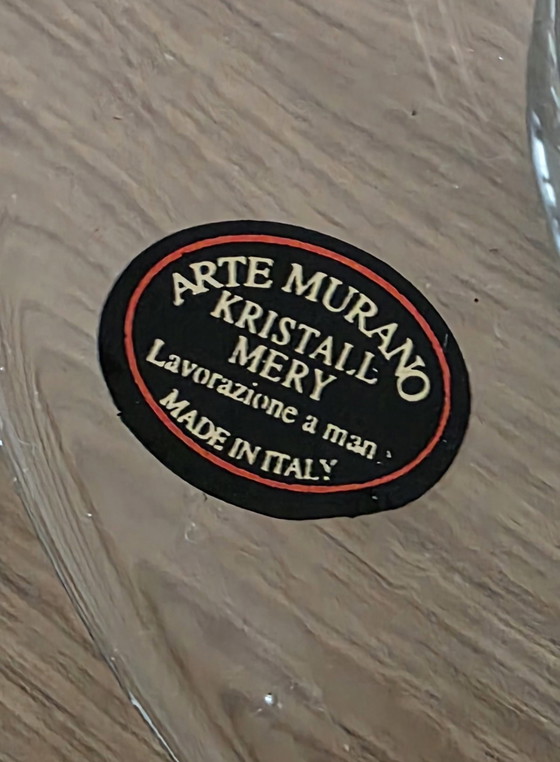 ARTE MURANO
KRISTALL
MERY
Lavorazione a man
MADE IN ITALY